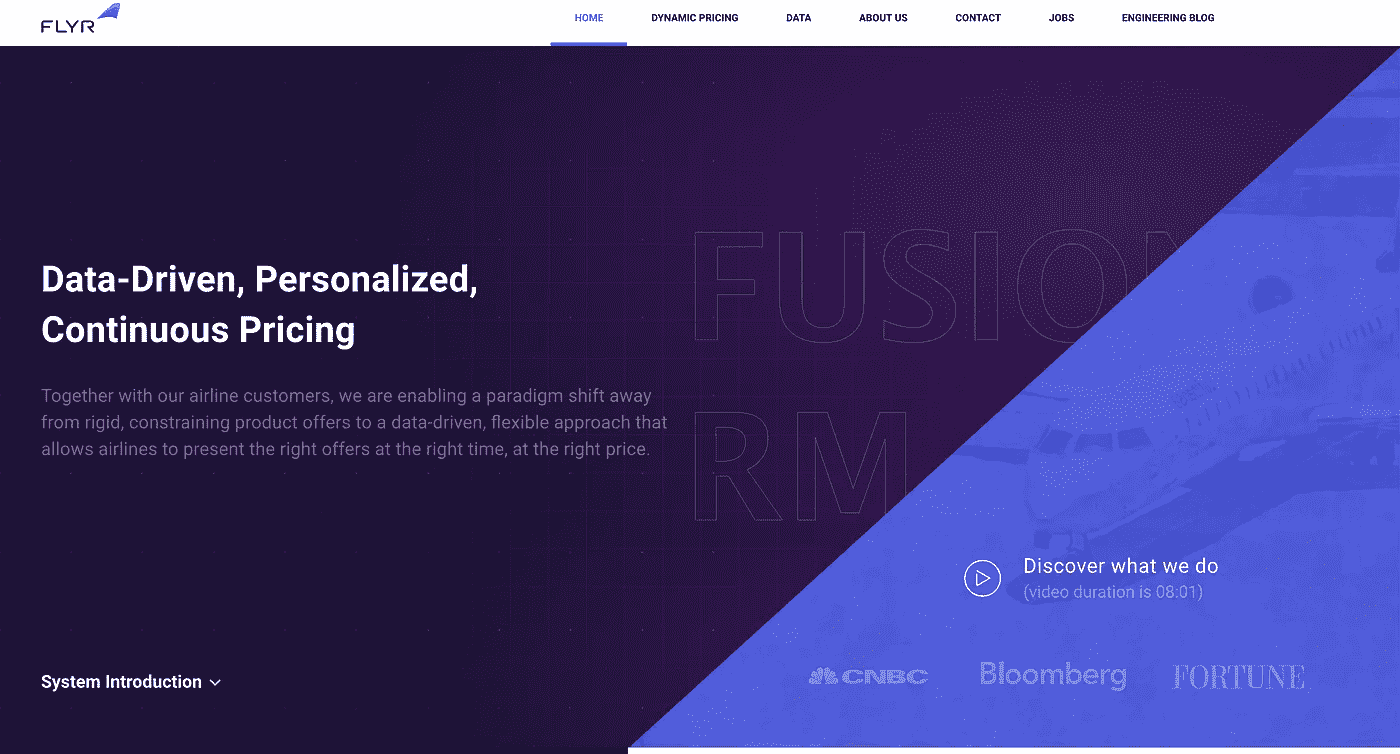 FLYR
HOME DYNAMIC PRICING DATA ABOUT US CONTACT JOBS ENGINEERING BLOG
Data-Driven, Personalized,
Continuous Pricing
Together with our airline customers, we are enabling a paradigm shift away
from rigid, constraining product offers to a data-driven, flexible approach that
allows airlines to present the right offers at the right time, at the right price.
FUSION
RM
Discover what we do
(video duration is 08:01)
CNBC Bloomberg FORTUNE
System Introduction